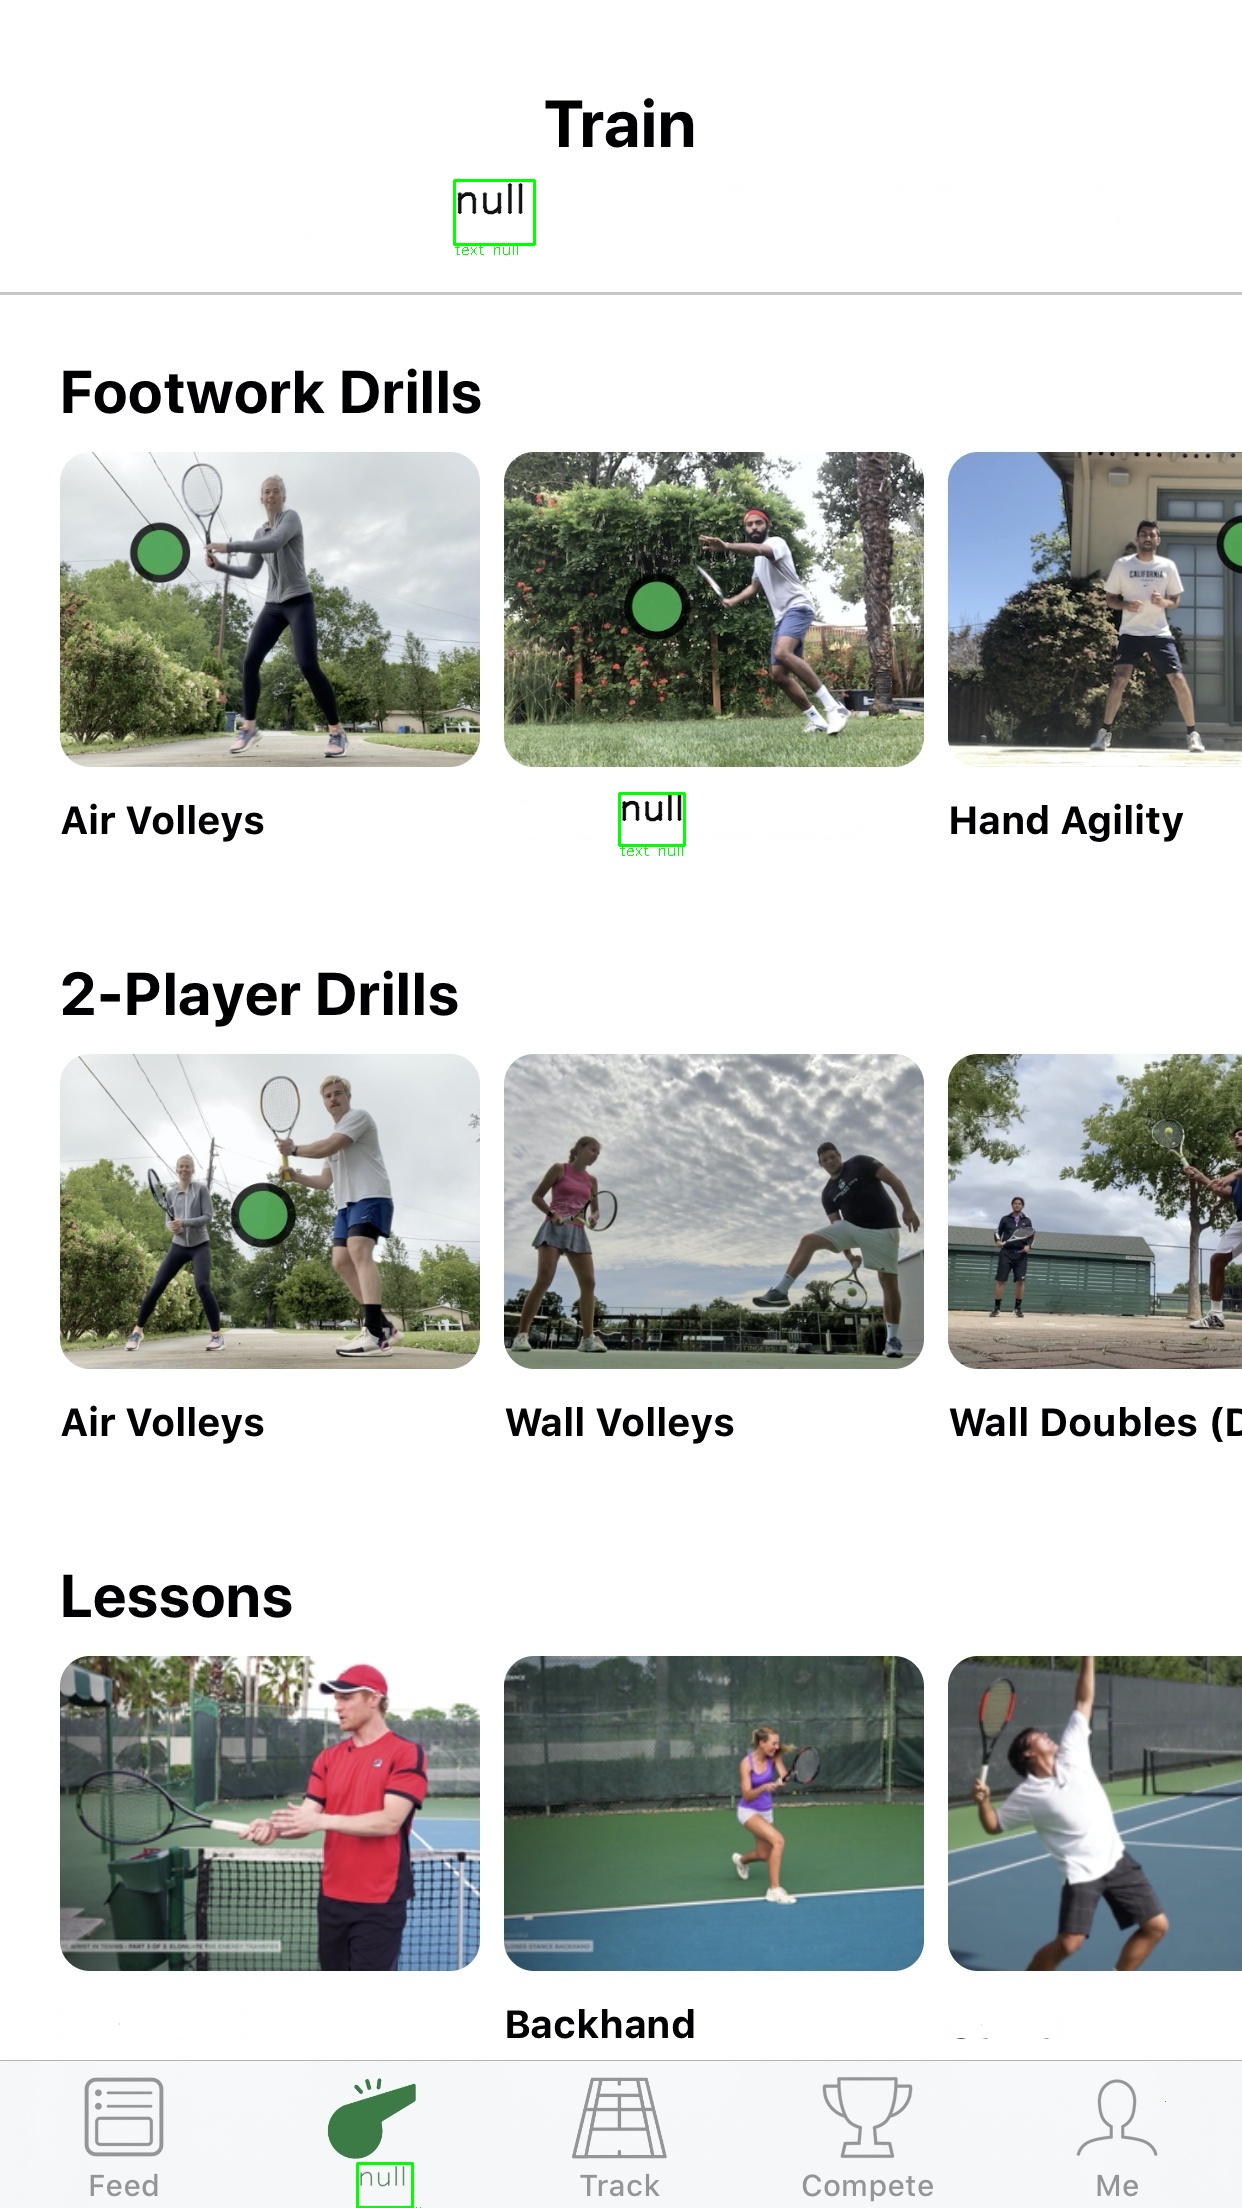 Train
null
text null
Footwork Drills
Air Volleys
null
text null
Hand Agility
2-Player Drills
Air Volleys
Wall Volleys
Wall Doubles (D
Lessons
Backhand
Feed
null
Track
Compete
Me